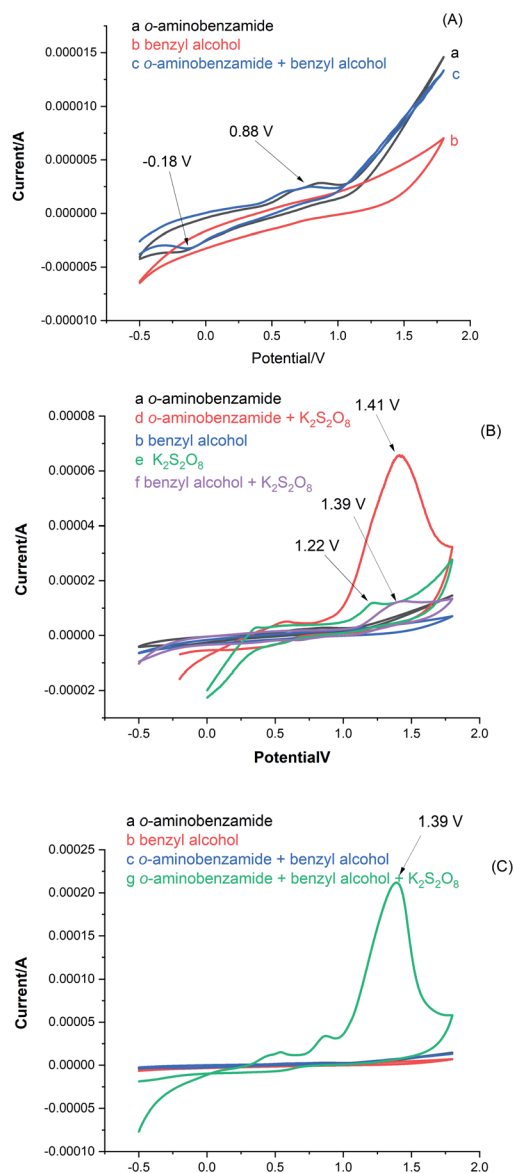 (A)
a o-aminobenzamide
b benzyl alcohol
c o-aminobenzamide + benzyl alcohol
0.000015
0.000010
0.000005
0.000000
-0.000005
-0.000010
Current/A
a
c
b
0.88 V
-0.18 V
-0.5 0.0 0.5 1.0 1.5 2.0
Potential/V
(B)
a o-aminobenzamide
d o-aminobenzamide + K₂S₂O₈
b benzyl alcohol
e K₂S₂O₈
f benzyl alcohol + K₂S₂O₈
0.00008
0.00006
0.00004
0.00002
0.00000
-0.00002
Current/A
1.41 V
1.39 V
1.22 V
-0.5 0.0 0.5 1.0 1.5 2.0
PotentialV
(C)
a o-aminobenzamide
b benzyl alcohol
c o-aminobenzamide + benzyl alcohol
g o-aminobenzamide + benzyl alcohol + K₂S₂O₈
1.39 V
0.00025
0.00020
0.00015
0.00010
0.00005
0.00000
-0.00005
-0.00010
Current/A
-0.5 0.0 0.5 1.0 1.5 2.0